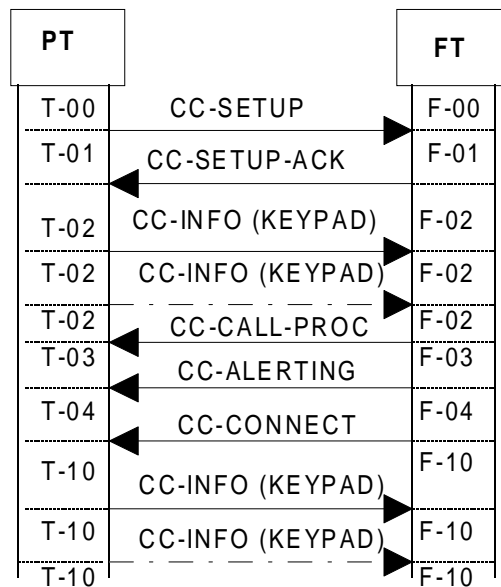 PT FT
T-00 CC-SETUP F-00
T-01 CC-SETUP-ACK F-01
T-02 CC-INFO (KEYPAD) F-02
T-02 CC-INFO (KEYPAD) F-02
T-02 CC-CALL-PROC F-02
T-03 CC-ALERTING F-03
T-04 CC-CONNECT F-04
T-10 CC-INFO (KEYPAD) F-10
T-10 CC-INFO (KEYPAD) F-10
T-10 F-10